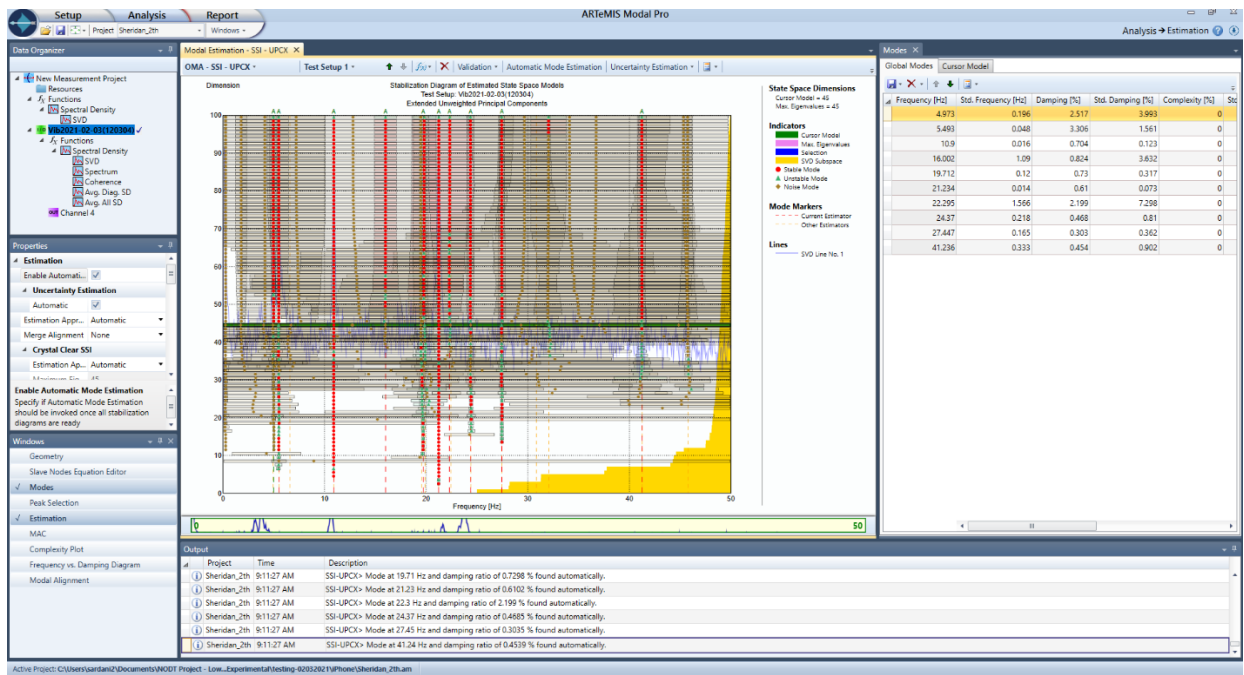 Setup Analysis Report
ARTeMIS Modal Pro
Project Sheridan_2th Windows
Analysis → Estimation
Data Organizer
New Measurement Project
Resources
Functions
Spectral Density
SVD
Vib2021-02-03(120304) ✓
Functions
Spectral Density
SVD
Spectrum
Coherence
Avg. Diag. SD
Avg. All SD
Channel 4
Properties
Estimation
Enable Automati...
Uncertainty Estimation
Automatic
Estimation Appr... Automatic
Merge Alignment None
Crystal Clear SSI
Estimation Ap... Automatic
Enable Automatic Mode Estimation
Specify if Automatic Mode Estimation
should be invoked once all stabilization
diagrams are ready
Windows
Geometry
Slave Nodes Equation Editor
√ Modes
Peak Selection
√ Estimation
MAC
Complexity Plot
Frequency vs. Damping Diagram
Modal Alignment
Modal Estimation - SSI - UPCX
OMA - SSI - UPCX Test Setup 1 Validation Automatic Mode Estimation Uncertainty Estimation
Dimension
Stabilization Diagram of Estimated State Space Models
Test Setup: Vib2021-02-03(120304)
Extended Unweighted Principal Components
100
90
80
70
60
50
40
30
20
10
0
0 10 20 30 40 50
Frequency [Hz]
0 50
State Space Dimensions
Cursor Model = 45
Max. Eigenvalues = 45
Indicators
Cursor Model
Max. Eigenvalues
Selection
SVD Subspace
Stable Mode
Unstable Mode
Noise Mode
Mode Markers
Current Estimator
Other Estimators
Lines
SVD Line No. 1
Modes
Global Modes Cursor Model
Frequency [Hz] Std. Frequency [Hz] Damping [%] Std. Damping [%] Complexity [%]
4.973 0.196 2.517 3.993 0
5.493 0.048 3.306 1.561 0
10.9 0.016 0.704 0.123 0
16.002 1.09 0.824 3.632 0
19.712 0.12 0.73 0.317 0
21.234 0.014 0.61 0.073 0
22.295 1.566 2.199 7.298 0
24.37 0.218 0.468 0.81 0
27.447 0.165 0.303 0.362 0
41.236 0.333 0.454 0.902 0
Output
Project Time Description
Sheridan_2th 9:11:27 AM SSI-UPCX> Mode at 19.71 Hz and damping ratio of 0.7298 % found automatically.
Sheridan_2th 9:11:27 AM SSI-UPCX> Mode at 21.23 Hz and damping ratio of 0.6102 % found automatically.
Sheridan_2th 9:11:27 AM SSI-UPCX> Mode at 22.3 Hz and damping ratio of 2.199 % found automatically.
Sheridan_2th 9:11:27 AM SSI-UPCX> Mode at 24.37 Hz and damping ratio of 0.4685 % found automatically.
Sheridan_2th 9:11:27 AM SSI-UPCX> Mode at 27.45 Hz and damping ratio of 0.3035 % found automatically.
Sheridan_2th 9:11:27 AM SSI-UPCX> Mode at 41.24 Hz and damping ratio of 0.4539 % found automatically.
Active Project: C:\Users\sardani2\Documents\NODT Project - Low...Experimental\testing-02032021\iPhone\Sheridan_2th.am